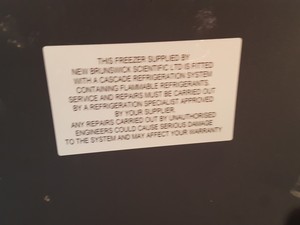 THIS FREEZER SUPPLIED BY
NEW BRUNSWICK SCIENTIFIC LTD IS FITTED
WITH A CASCADE REFRIGERATION SYSTEM
CONTAINING FLAMMABLE REFRIGERANTS.
SERVICE AND REPAIRS MUST BE CARRIED OUT
BY A REFRIGERATION SPECIALIST APPROVED
BY YOUR SUPPLIER.
ANY REPAIRS CARRIED OUT BY UNAUTHORISED
ENGINEERS COULD CAUSE SERIOUS DAMAGE
TO THE SYSTEM AND MAY AFFECT YOUR WARRANTY